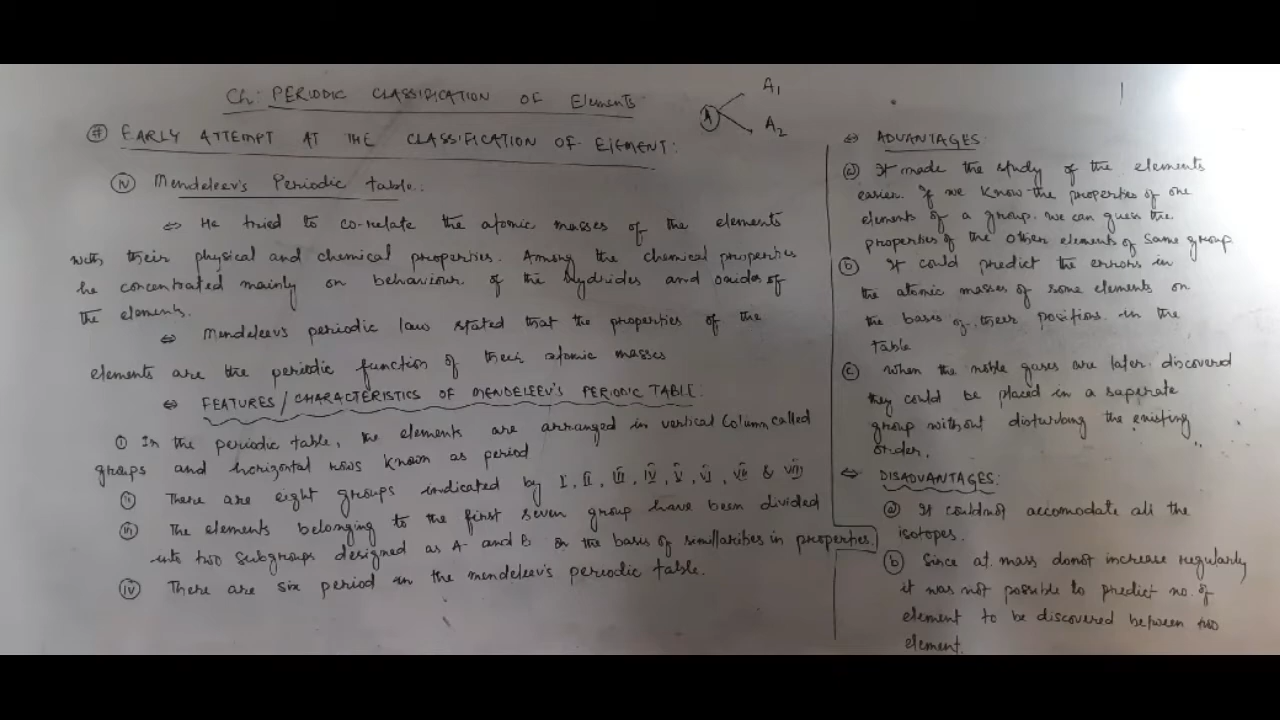 Ch: PERIODIC CLASSIFICATION OF Elements
A
A1
A2
# EARLY ATTEMPT AT THE CLASSIFICATION OF ElEMENT:
iv Mendeleev's Periodic table.
⇔ He tried to co-relate the atomic masses of the elements
with their physical and chemical properties. Among the chemical properties
he concentrated mainly on behaviour of the hydrides and oxides of
the elements.
⇔ Mendeleevs periodic law stated that the properties of the
elements are the periodic function of their atomic masses
⇔ FEATURES/CHARACTERISTICS OF MENDELEEV'S PERIODIC TABLE.
i In the periodic table, the elements are arranged in vertical Column called
groups and horizontal rows known as period
ii There are eight groups indicated by I, II, III, IV, V, VI, VII & VIII
iii The elements belonging to the first seven group have been divided
into two subgroups designed as A- and B on the basis of similarities in properties.
iv There are six period in the mendeleev's periodic table.
1
⇔ ADVANTAGES.
a It made the study of the elements
easier. If we know the properties of one
elements of a group. we can guess the
properties of the other elements of same group
b It could predict the errors in
the atomic masses of some elements on
the basis of their positions in the
table
c When the noble gases are later discovered
they could be placed in a saperate
group without disturbing the existing
order.
⇔ DISADVANTAGES:
a It couldnot accomodate all the
isotopes.
b Since at. mass donot increase regularly
it was not possible to predict no. of
element to be discovered between two
element.